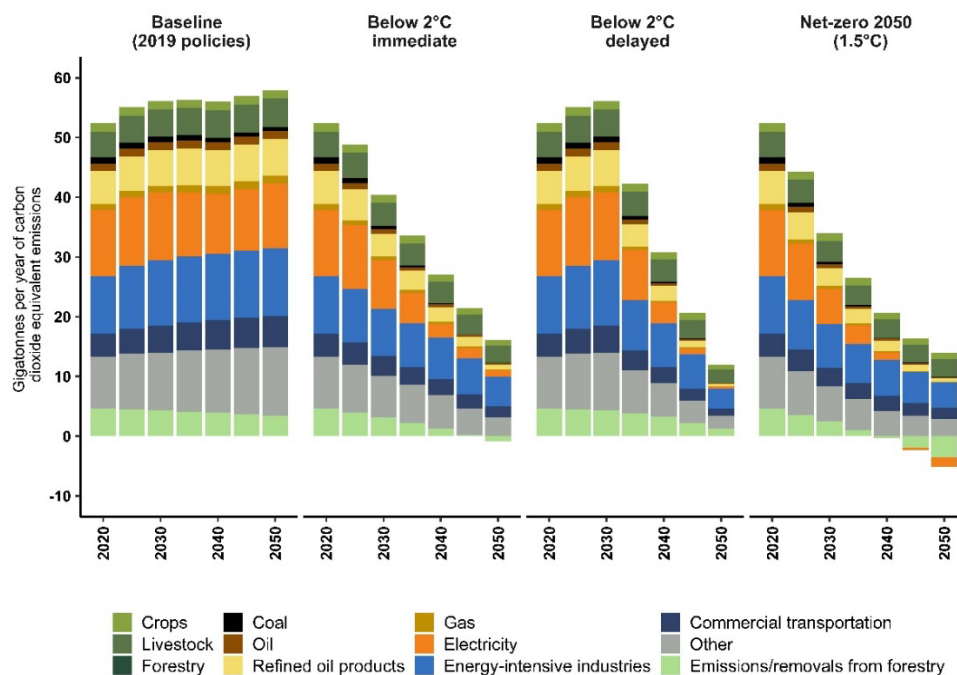 Baseline
(2019 policies)
Below 2°C
immediate
Below 2°C
delayed
Net-zero 2050
(1.5°C)
Gigatonnes per year of carbon
dioxide equivalent emissions
60
50
40
30
20
10
0
-10
2020 2030 2040 2050 2020 2030 2040 2050 2020 2030 2040 2050 2020 2030 2040 2050
Crops Coal Gas Commercial transportation
Livestock Oil Electricity Other
Forestry Refined oil products Energy-intensive industries Emissions/removals from forestry